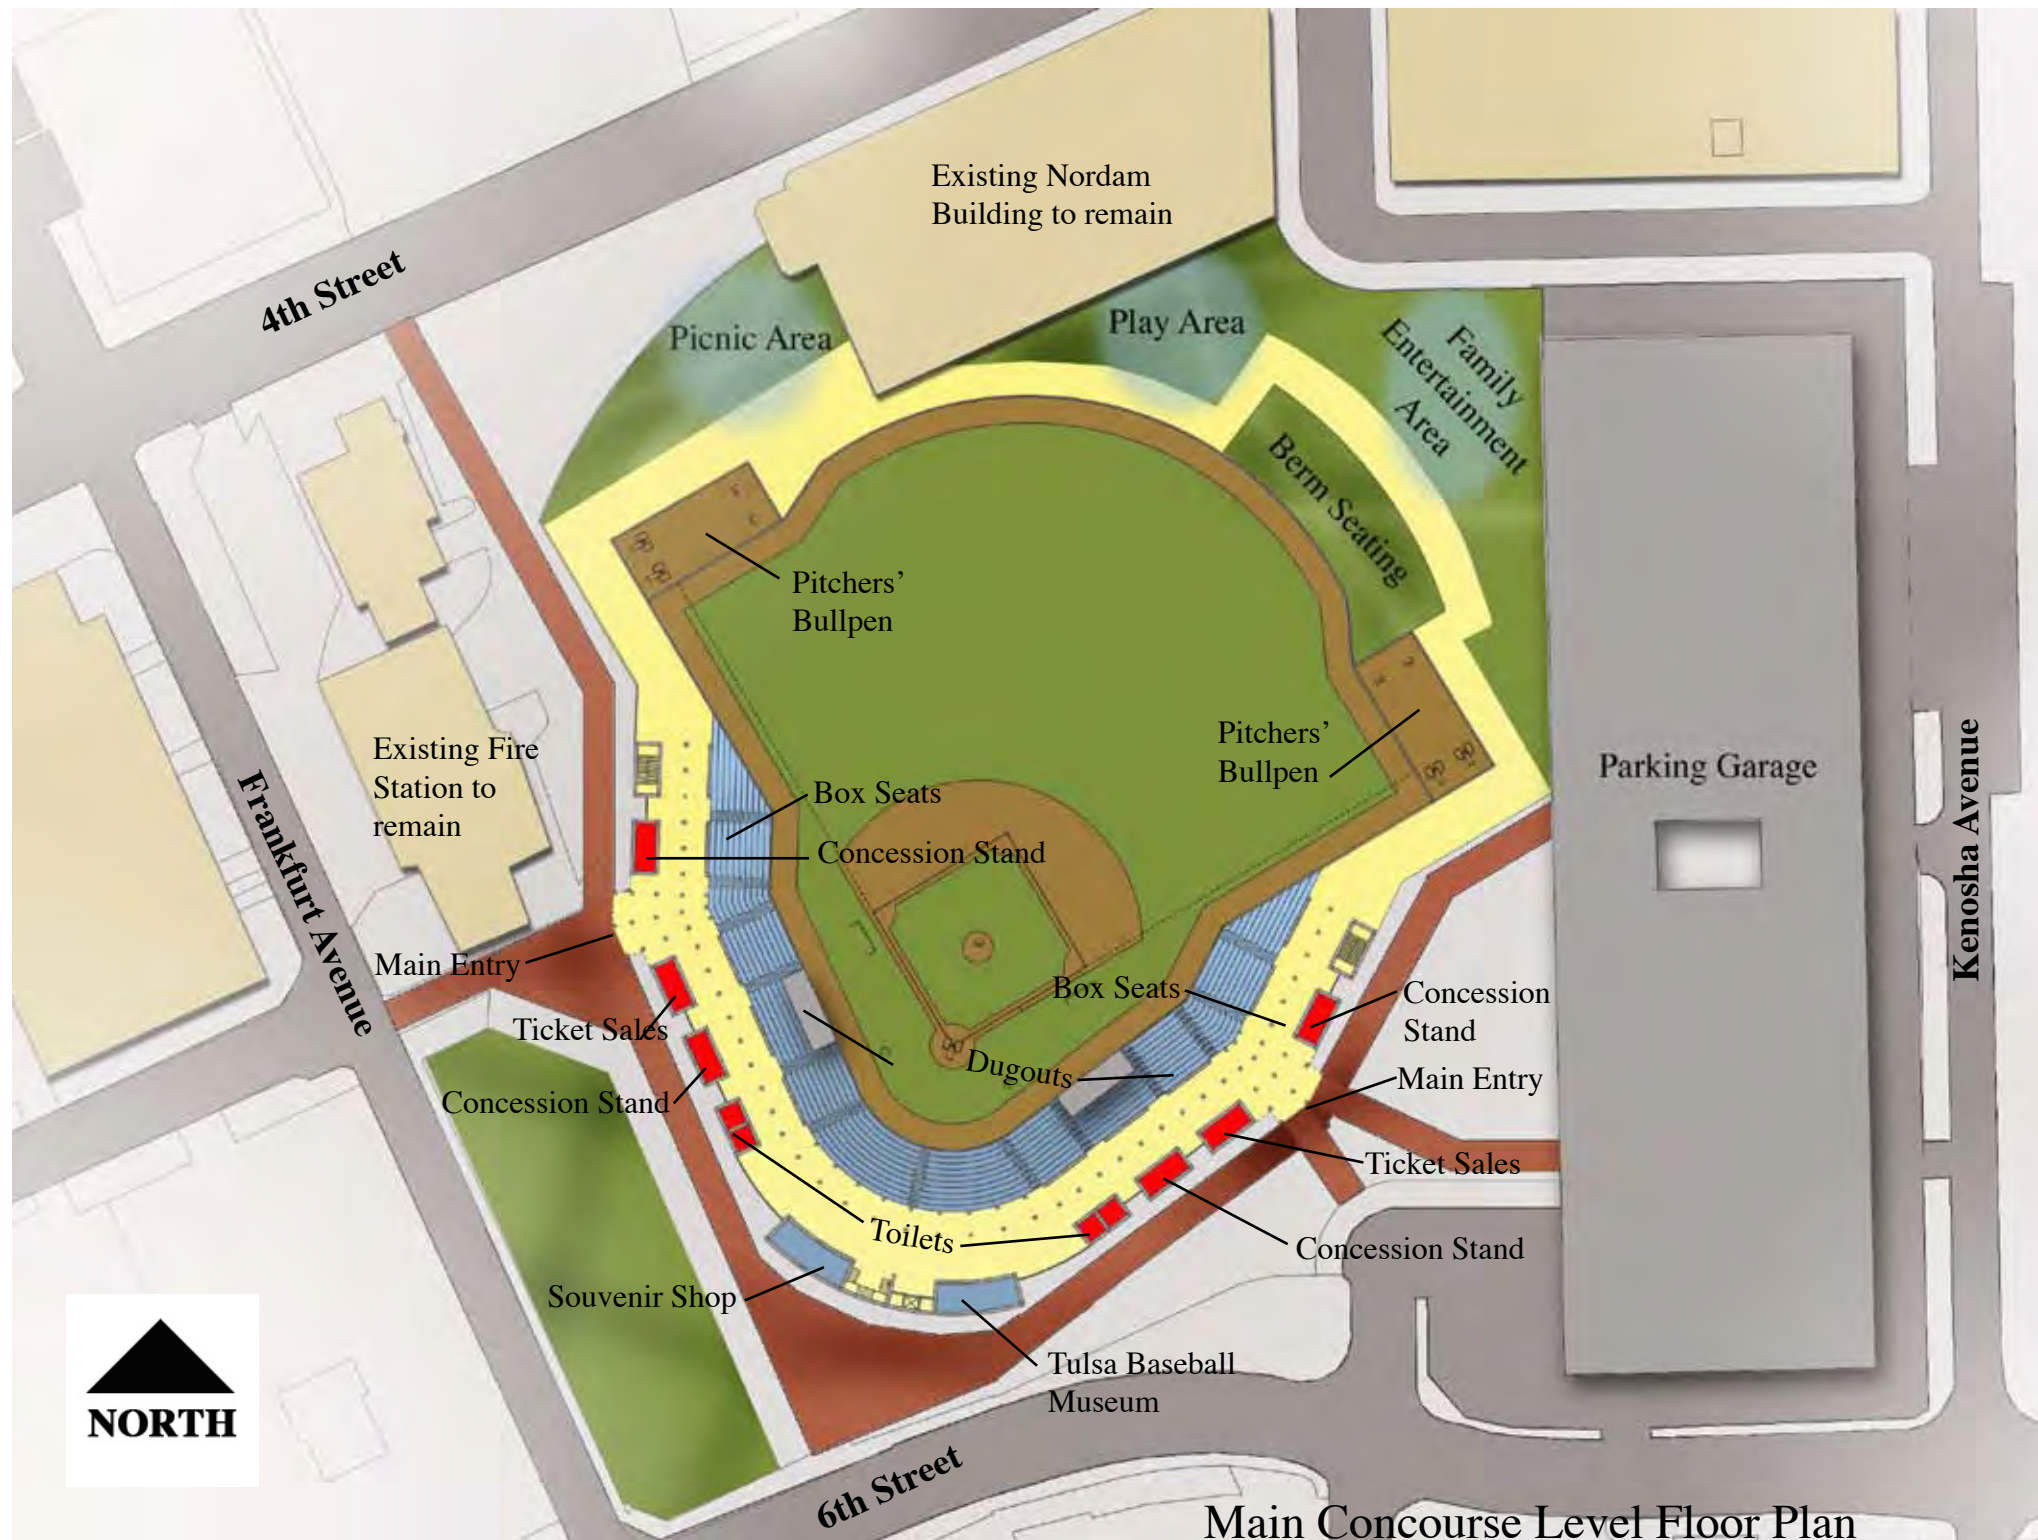 Existing Nordam
Building to remain
4th Street
Picnic Area
Play Area
Family
Entertainment
Area
Berm Seating
Pitchers’
Bullpen
Pitchers’
Bullpen
Existing Fire
Station to
remain
Box Seats
Concession Stand
Parking Garage
Kenosha Avenue
Frankfurt Avenue
Main Entry
Box Seats
Concession
Stand
Ticket Sales
Dugouts
Main Entry
Concession Stand
Ticket Sales
Toilets
Concession Stand
Souvenir Shop
Tulsa Baseball
Museum
NORTH
6th Street
Main Concourse Level Floor Plan